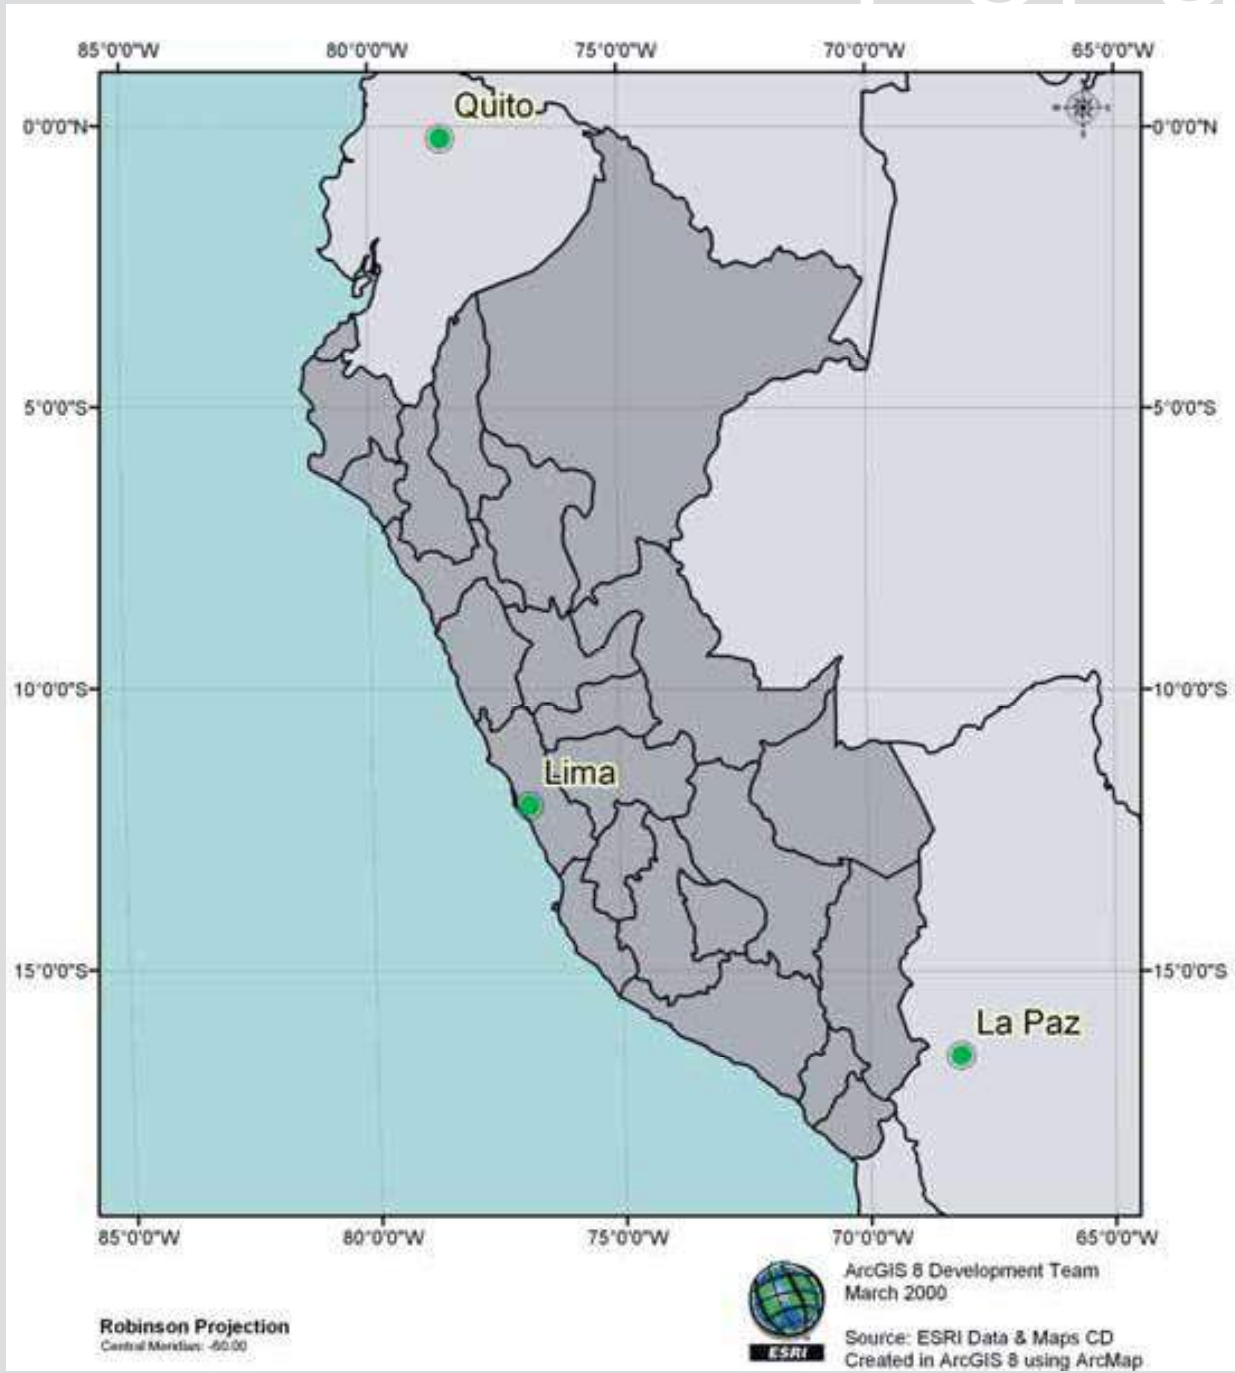 85°0'0"W 80°0'0"W 75°0'0"W 70°0'0"W 65°0'0"W
Quito
0°0'0"N 0°0'0"N
5°0'0"S 5°0'0"S
10°0'0"S 10°0'0"S
Lima
15°0'0"S 15°0'0"S
La Paz
85°0'0"W 80°0'0"W 75°0'0"W 70°0'0"W 65°0'0"W
ArcGIS 8 Development Team
March 2000
Robinson Projection
Central Meridian: -60.00
ESRI
Source: ESRI Data & Maps CD
Created in ArcGIS 8 using ArcMap